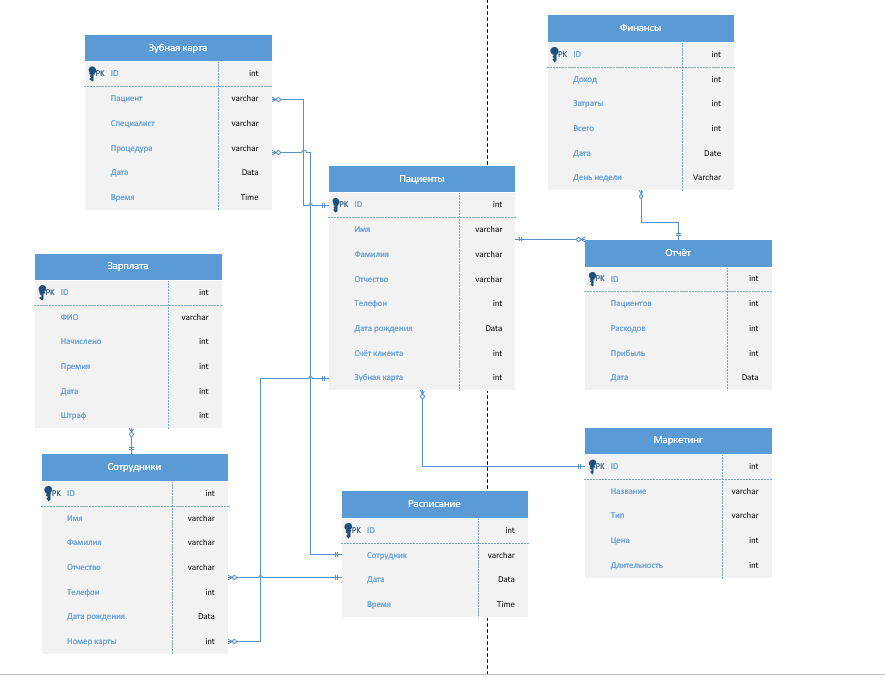 Зубная карта
PK ID int
Пациент varchar
Специалист varchar
Процедура varchar
Дата Data
Время Time
Финансы
PK ID int
Доход int
Затраты int
Всего int
Дата Date
День недели Varchar
Пациенты
PK ID int
Имя varchar
Фамилия varchar
Отчество varchar
Телефон int
Дата рождения Data
Счёт клиента int
Зубная карта int
Зарплата
PK ID int
ФИО varchar
Начислено int
Премия int
Дата int
Штраф int
Отчёт
PK ID int
Пациентов int
Расходов int
Прибыль int
Дата Data
Маркетинг
PK ID int
Название varchar
Тип varchar
Цена int
Длительность int
Сотрудники
PK ID int
Имя varchar
Фамилия varchar
Отчество varchar
Телефон int
Дата рождения Data
Номер карты int
Расписание
PK ID int
Сотрудник varchar
Дата Data
Время Time